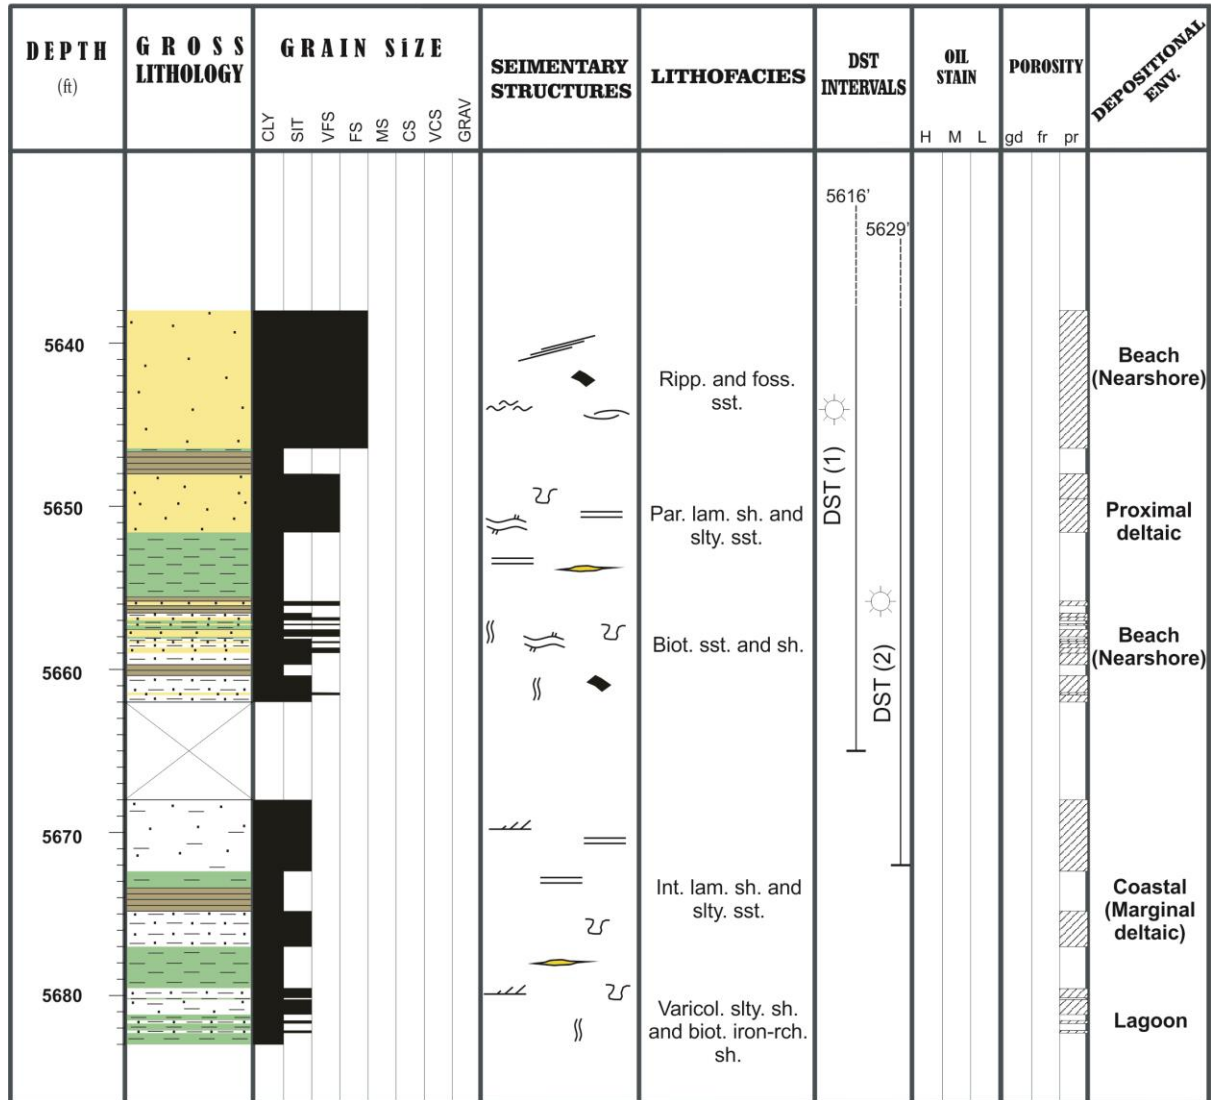 DEPTH
(ft)
GROSS
LITHOLOGY
GRAIN SiZE
CLY
SIT
VFS
FS
MS
CS
VCS
GRAV
SEIMENTARY
STRUCTURES
LITHOFACIES
DST
INTERVALS
OIL
STAIN
H M L
POROSITY
gd fr pr
DEPOSITIONAL
ENV.
5616'
5629'
5640
Ripp. and foss.
sst.
Beach
(Nearshore)
DST (1)
5650
Par. lam. sh. and
slty. sst.
Proximal
deltaic
5660
Biot. sst. and sh.
DST (2)
Beach
(Nearshore)
5670
Int. lam. sh. and
slty. sst.
Coastal
(Marginal
deltaic)
5680
Varicol. slty. sh.
and biot. iron-rch.
sh.
Lagoon